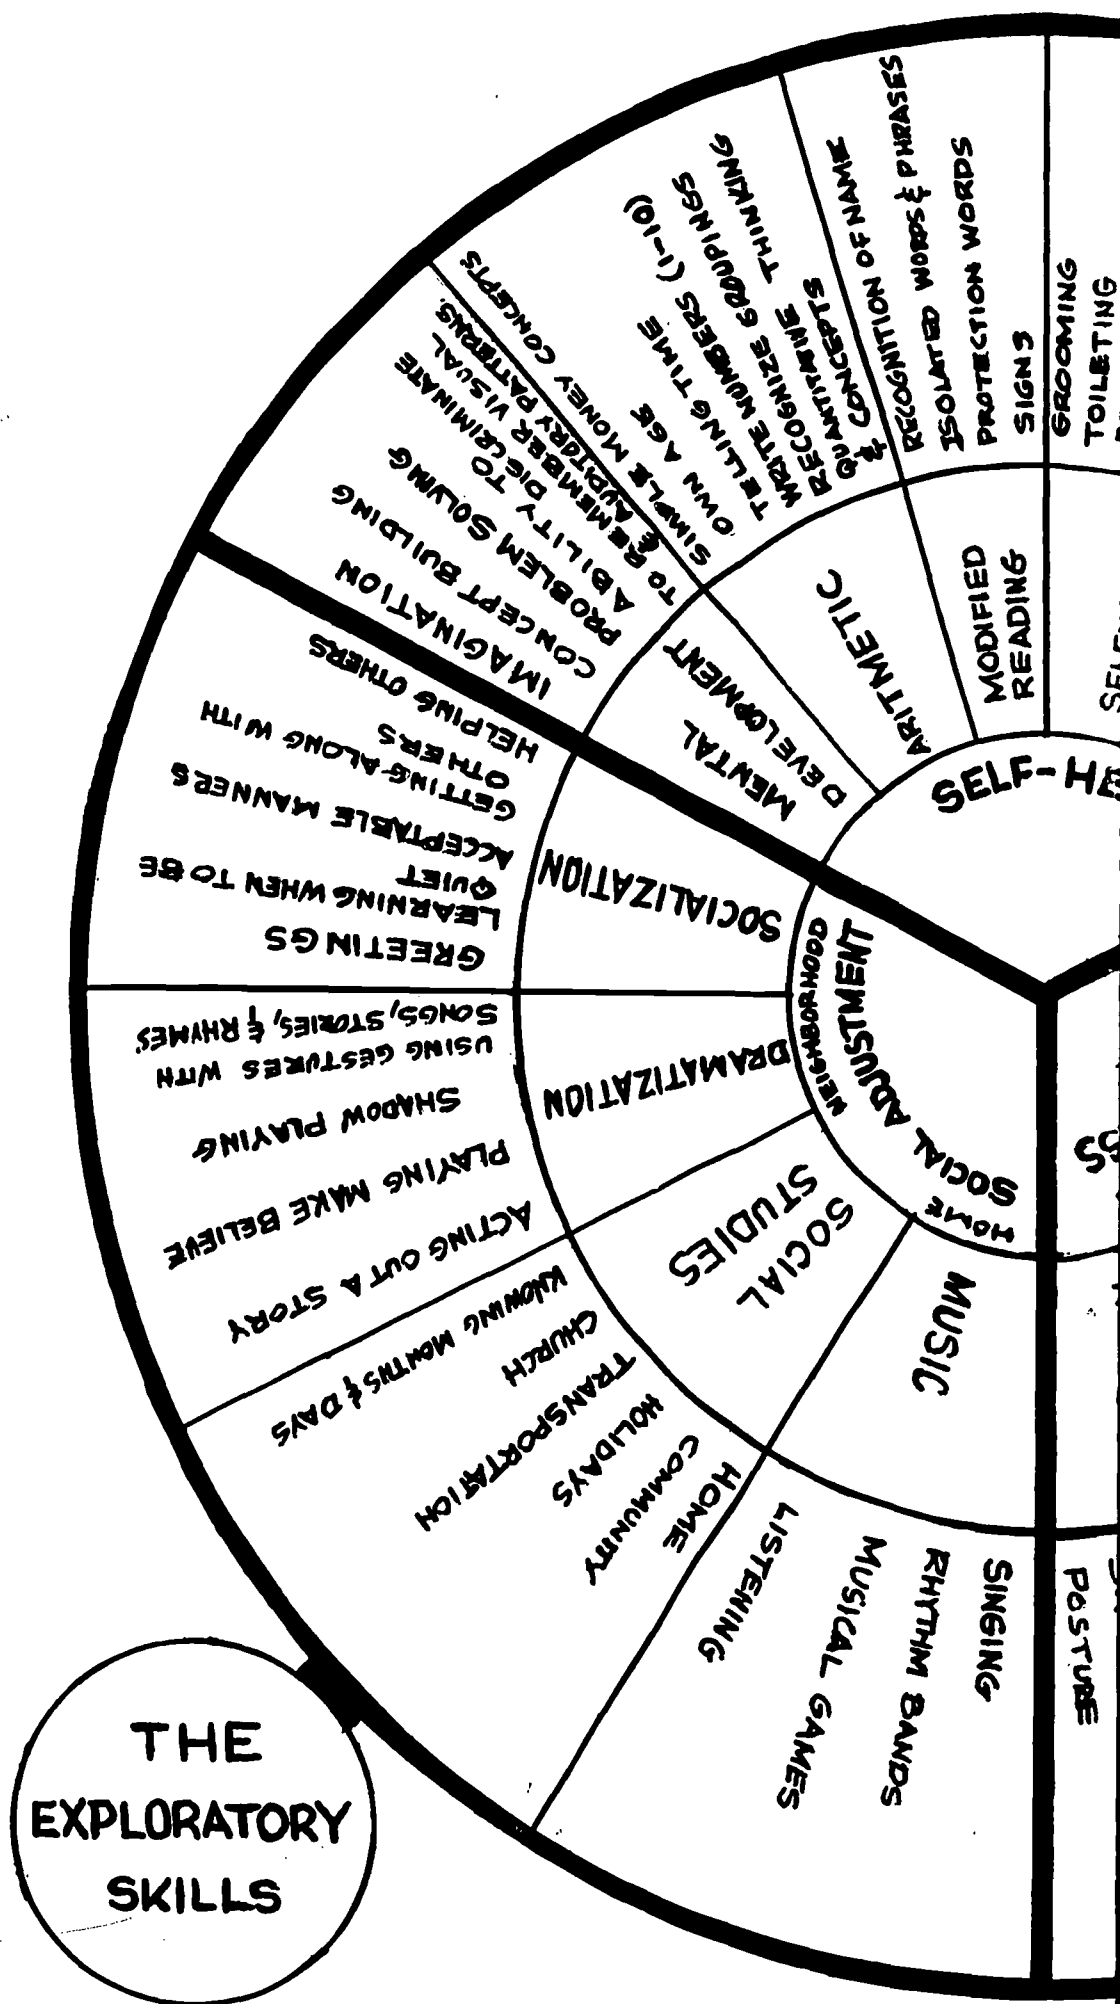 RECOGNITION OF NAME
ISOLATED WORDS & PHRASES
PROTECTION WORDS
SIGNS
GROOMING
TOILETING
MODIFIED
READING
SIMPLE MONEY CONCEPTS
OWN AGE
TELLING TIME
WRITE NUMBERS (1-10)
RECOGNIZE GROUPINGS
QUANTITATIVE THINKING
& CONCEPTS
ARITMETIC
IMAGINATION
CONCEPT BUILDING
PROBLEM SOLVING
ABILITY TO
DISCRIMINATE
TO REMEMBER VISUAL
& AUDITORY PATTERNS.
MENTAL
DEVELOPMENT
SELF-HE
HELPING OTHERS
GETTING ALONG WITH
OTHERS
ACCEPTABLE MANNERS
LEARNING WHEN TO BE
QUIET
GREETINGS
SOCIALIZATION
USING GESTURES WITH
SONGS, STORIES, & RHYMES
SHADOW PLAYING
PLAYING MAKE BELIEVE
ACTING OUT A STORY
DRAMATIZATION
NEIGHBORHOOD
SOCIAL ADJUSTMENT
HOME
KNOWING MONTHS & DAYS
CHURCH
TRANSPORTATION
HOLIDAYS
COMMUNITY
HOME
SOCIAL
STUDIES
LISTENING
MUSICAL GAMES
RHYTHM BANDS
SINGING
MUSIC
POSTURE
THE
EXPLORATORY
SKILLS